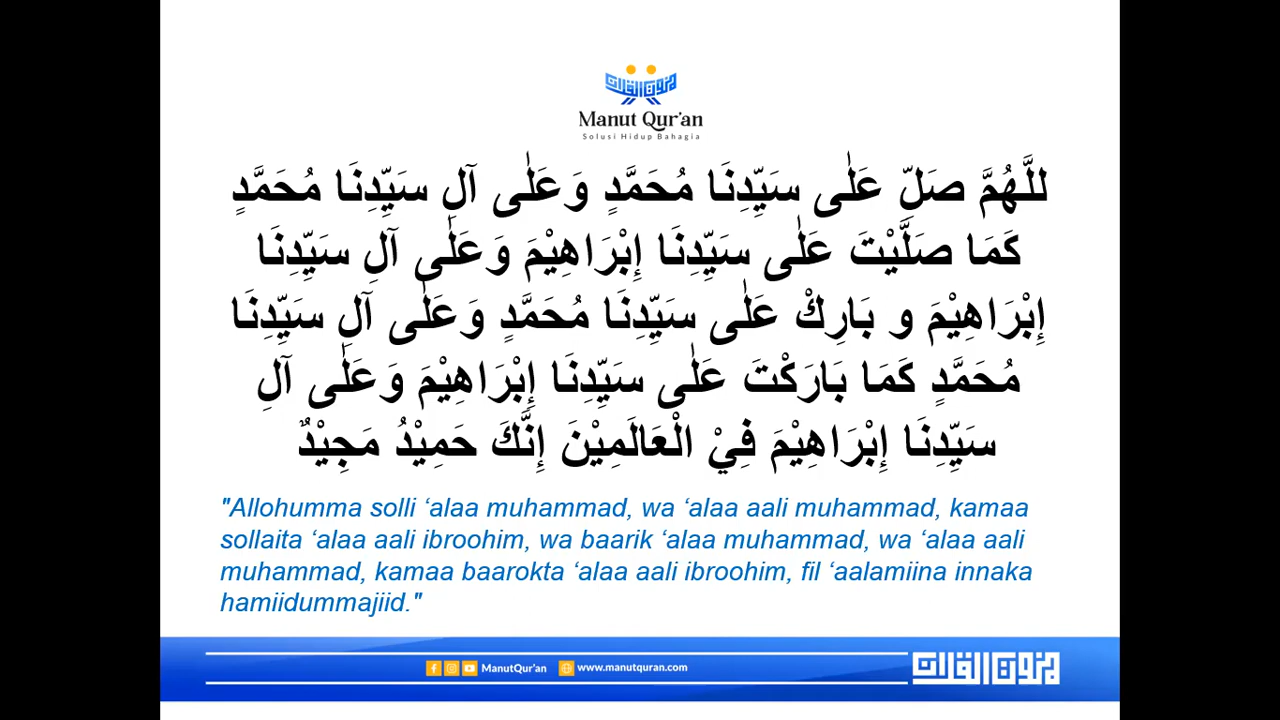 Manut Qur'an
Solusi Hidup Bahagia
للَّهُمَّ صَلِّ عَلٰى سَيِّدِنَا مُحَمَّدٍ وَعَلٰى آلِ سَيِّدِنَا مُحَمَّدٍ
كَمَا صَلَّيْتَ عَلٰى سَيِّدِنَا إِبْرَاهِيْمَ وَعَلٰى آلِ سَيِّدِنَا
إِبْرَاهِيْمَ و بَارِكْ عَلٰى سَيِّدِنَا مُحَمَّدٍ وَعَلٰى آلِ سَيِّدِنَا
مُحَمَّدٍ كَمَا بَارَكْتَ عَلٰى سَيِّدِنَا إِبْرَاهِيْمَ وَعَلٰى آلِ
سَيِّدِنَا إِبْرَاهِيْمَ فِيْ الْعَالَمِيْنَ إِنَّكَ حَمِيْدُ مَجِيْدٌ
"Allohumma solli ‘alaa muhammad, wa ‘alaa aali muhammad, kamaa
sollaita ‘alaa aali ibroohim, wa baarik ‘alaa muhammad, wa ‘alaa aali
muhammad, kamaa baarokta ‘alaa aali ibroohim, fil ‘aalamiina innaka
hamiidummajiid."
ManutQur'an www.manutquran.com